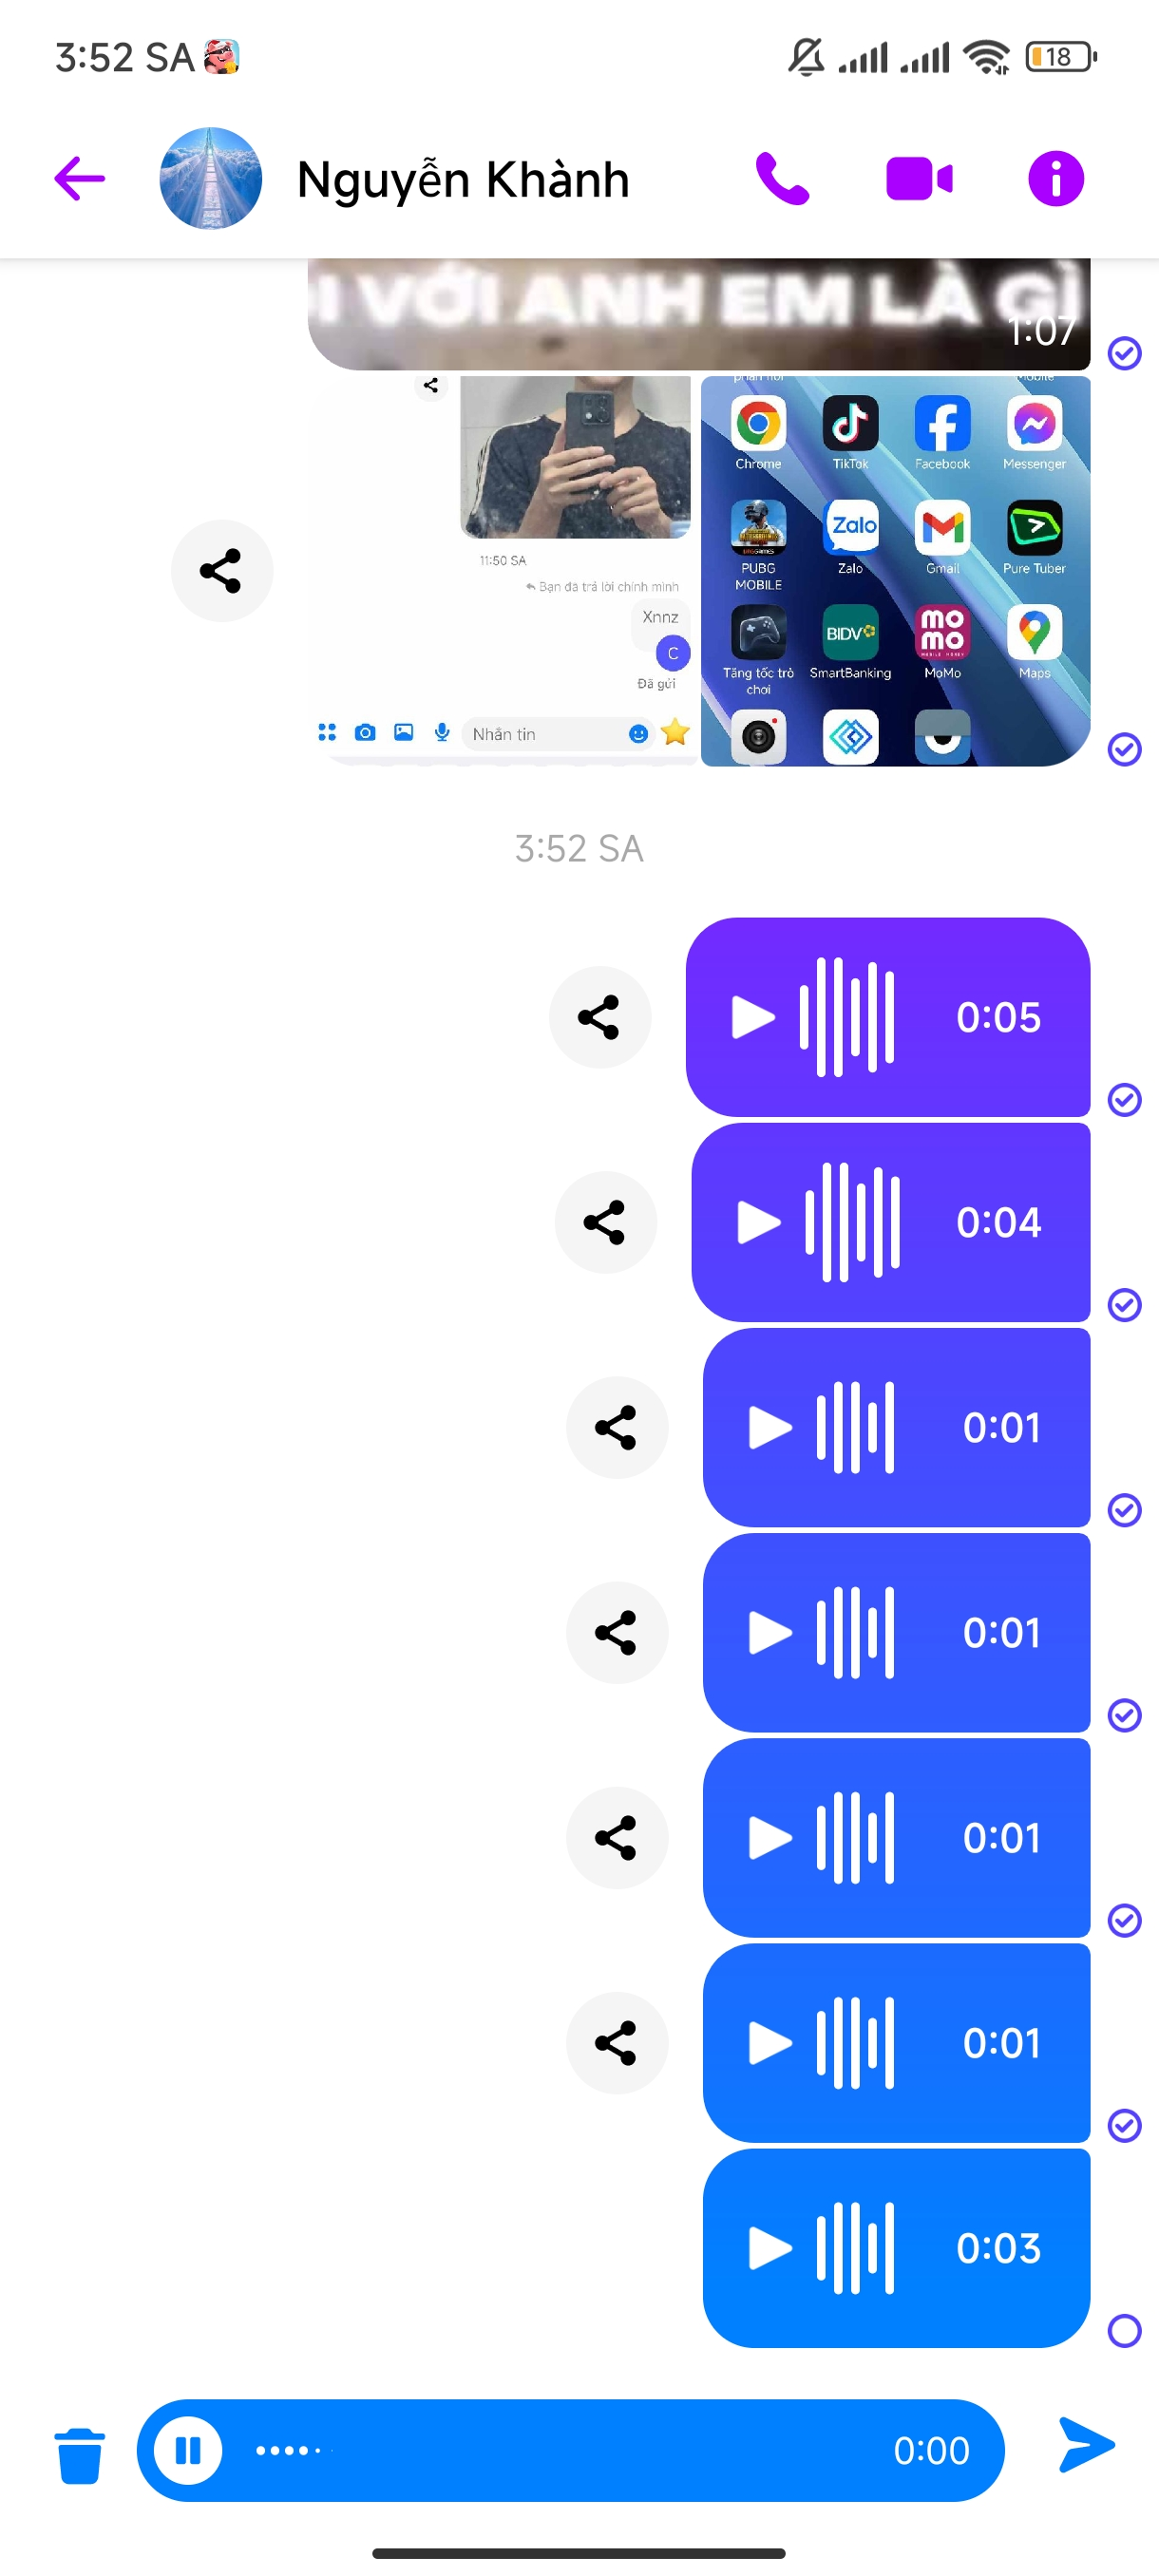 3:52 SA
18
Nguyễn Khành
I VỚI ANH EM LÀ GÌ
1:07
11:50 SA
Bạn đã trả lời chính mình
Xnnz
C
Đã gửi
Nhắn tin
phản hồi
mobile
Chrome
TikTok
Facebook
Messenger
Zalo
PUBG
MOBILE
Zalo
Gmail
Pure Tuber
BIDV
mo
mo
Tăng tốc trò
chơi
SmartBanking
MoMo
Maps
3:52 SA
0:05
0:04
0:01
0:01
0:01
0:01
0:03
0:00